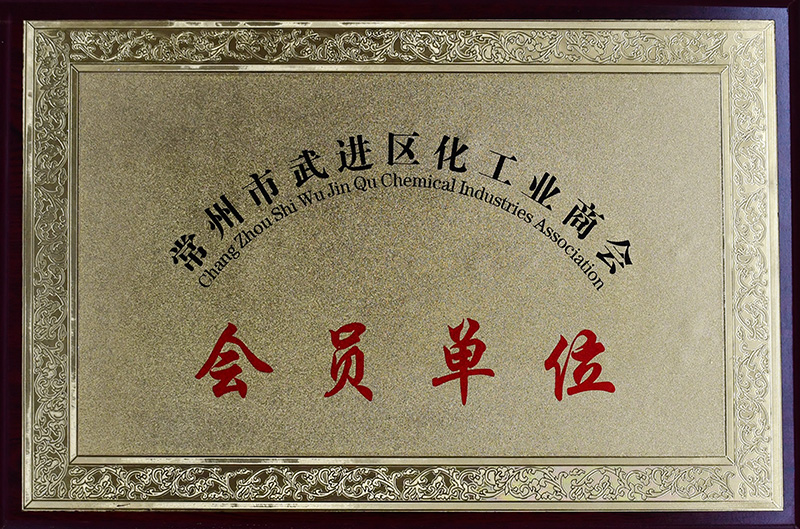 常州市武进区化工业商会
Chang Zhou Shi Wu Jin Qu Chemical Industries Association
会员单位